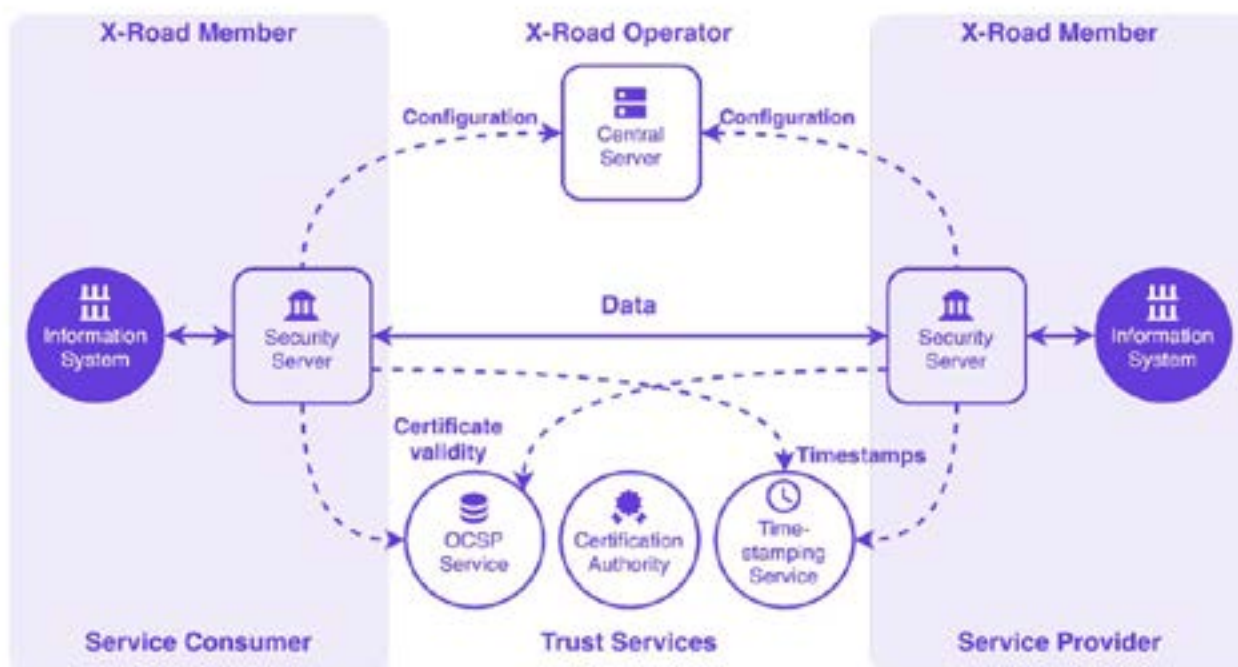 X-Road Member
X-Road Operator
X-Road Member
Configuration
Central
Server
Configuration
Information
System
Security
Server
Data
Security
Server
Information
System
Certificate
validity
Timestamps
OCSP
Service
Certification
Authority
Time-
stamping
Service
Service Consumer
Trust Services
Service Provider